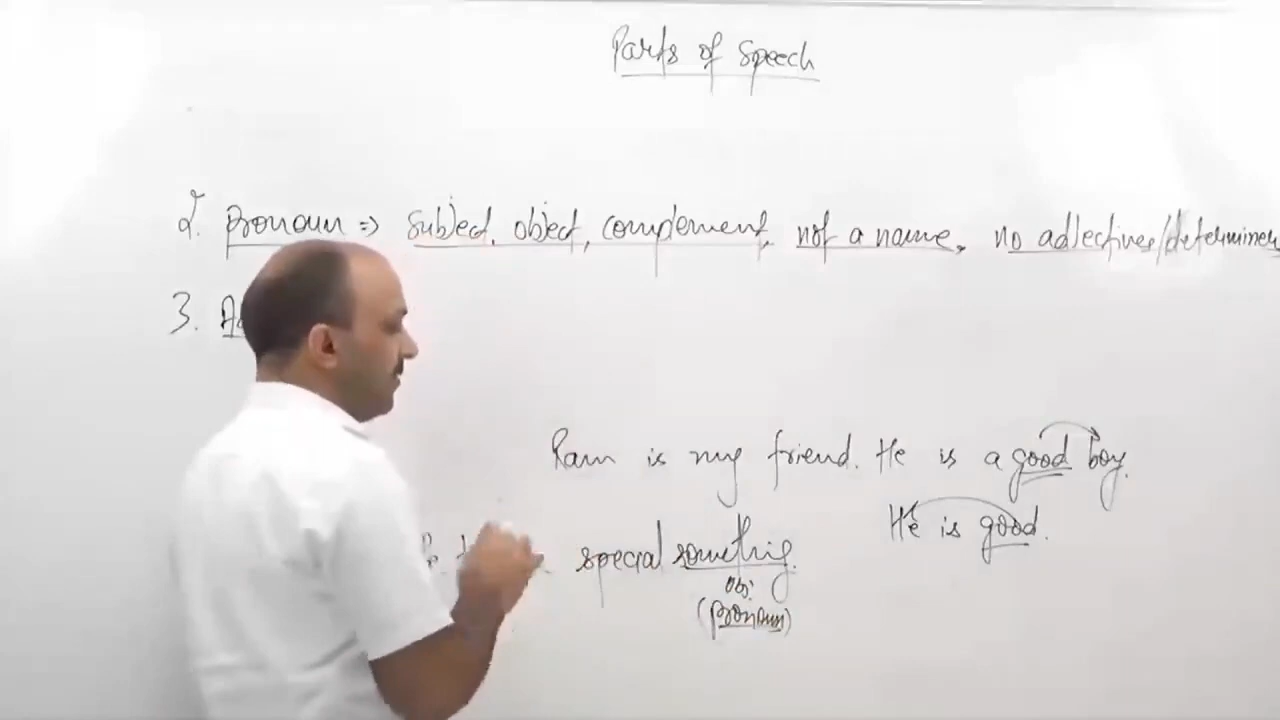 Parts of Speech
2. Pronoun => subject, object, complement, not a name, no adjectives/determiners
3.
Ram is my friend. He is a good boy.
He is good.
special something.
obj.
(pronoun)